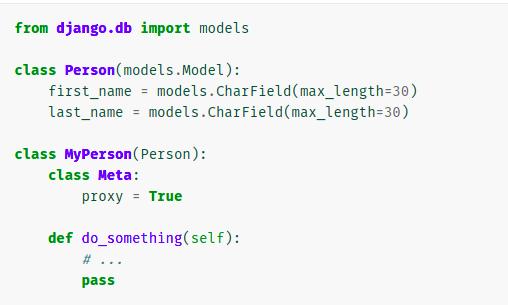 from django.db import models

class Person(models.Model):
    first_name = models.CharField(max_length=30)
    last_name = models.CharField(max_length=30)

class MyPerson(Person):
    class Meta:
        proxy = True

    def do_something(self):
        # ...
        pass